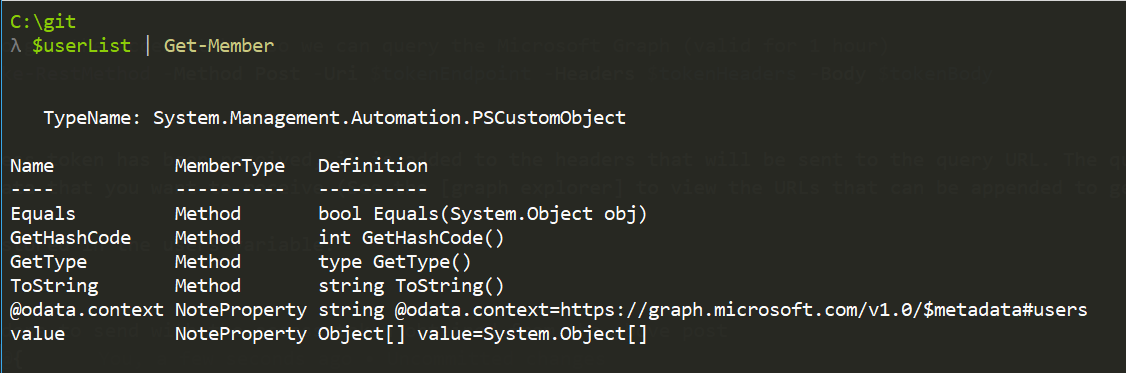 C:\git
λ $userList | Get-Member
TypeName: System.Management.Automation.PSCustomObject
Name MemberType Definition
---- ---------- ----------
Equals Method bool Equals(System.Object obj)
GetHashCode Method int GetHashCode()
GetType Method type GetType()
ToString Method string ToString()
@odata.context NoteProperty string @odata.context=https://graph.microsoft.com/v1.0/$metadata#users
value NoteProperty Object[] value=System.Object[]